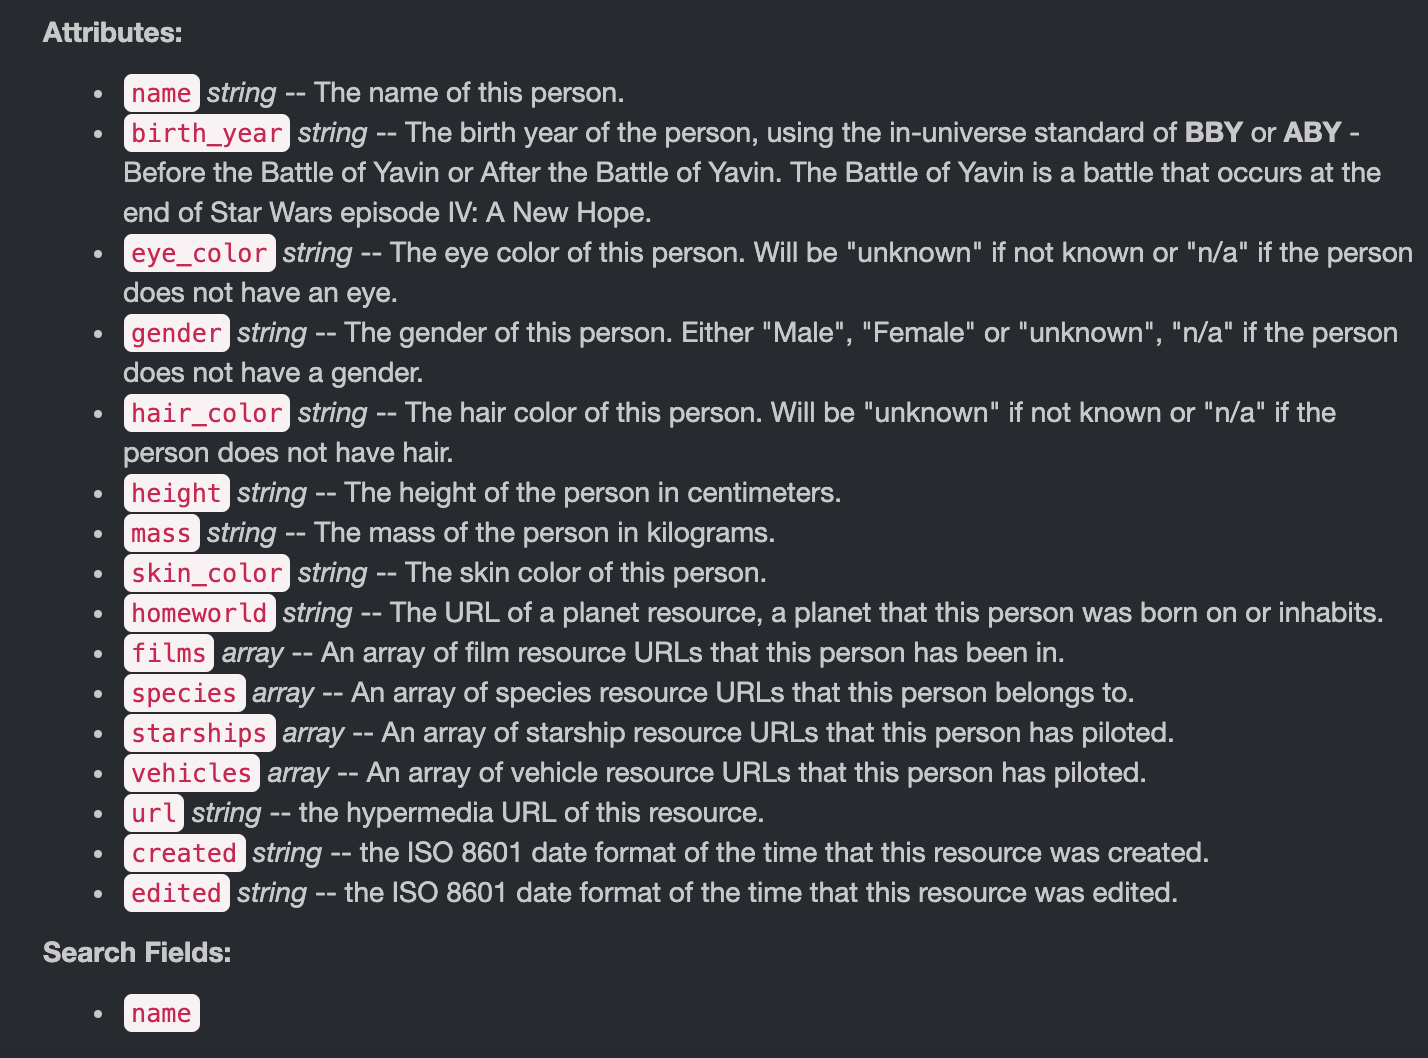 Attributes:
• name string -- The name of this person.
• birth_year string -- The birth year of the person, using the in-universe standard of BBY or ABY -
Before the Battle of Yavin or After the Battle of Yavin. The Battle of Yavin is a battle that occurs at the
end of Star Wars episode IV: A New Hope.
• eye_color string -- The eye color of this person. Will be "unknown" if not known or "n/a" if the person
does not have an eye.
• gender string -- The gender of this person. Either "Male", "Female" or "unknown", "n/a" if the person
does not have a gender.
• hair_color string -- The hair color of this person. Will be "unknown" if not known or "n/a" if the
person does not have hair.
• height string -- The height of the person in centimeters.
• mass string -- The mass of the person in kilograms.
• skin_color string -- The skin color of this person.
• homeworld string -- The URL of a planet resource, a planet that this person was born on or inhabits.
• films array -- An array of film resource URLs that this person has been in.
• species array -- An array of species resource URLs that this person belongs to.
• starships array -- An array of starship resource URLs that this person has piloted.
• vehicles array -- An array of vehicle resource URLs that this person has piloted.
• url string -- the hypermedia URL of this resource.
• created string -- the ISO 8601 date format of the time that this resource was created.
• edited string -- the ISO 8601 date format of the time that this resource was edited.
Search Fields:
• name